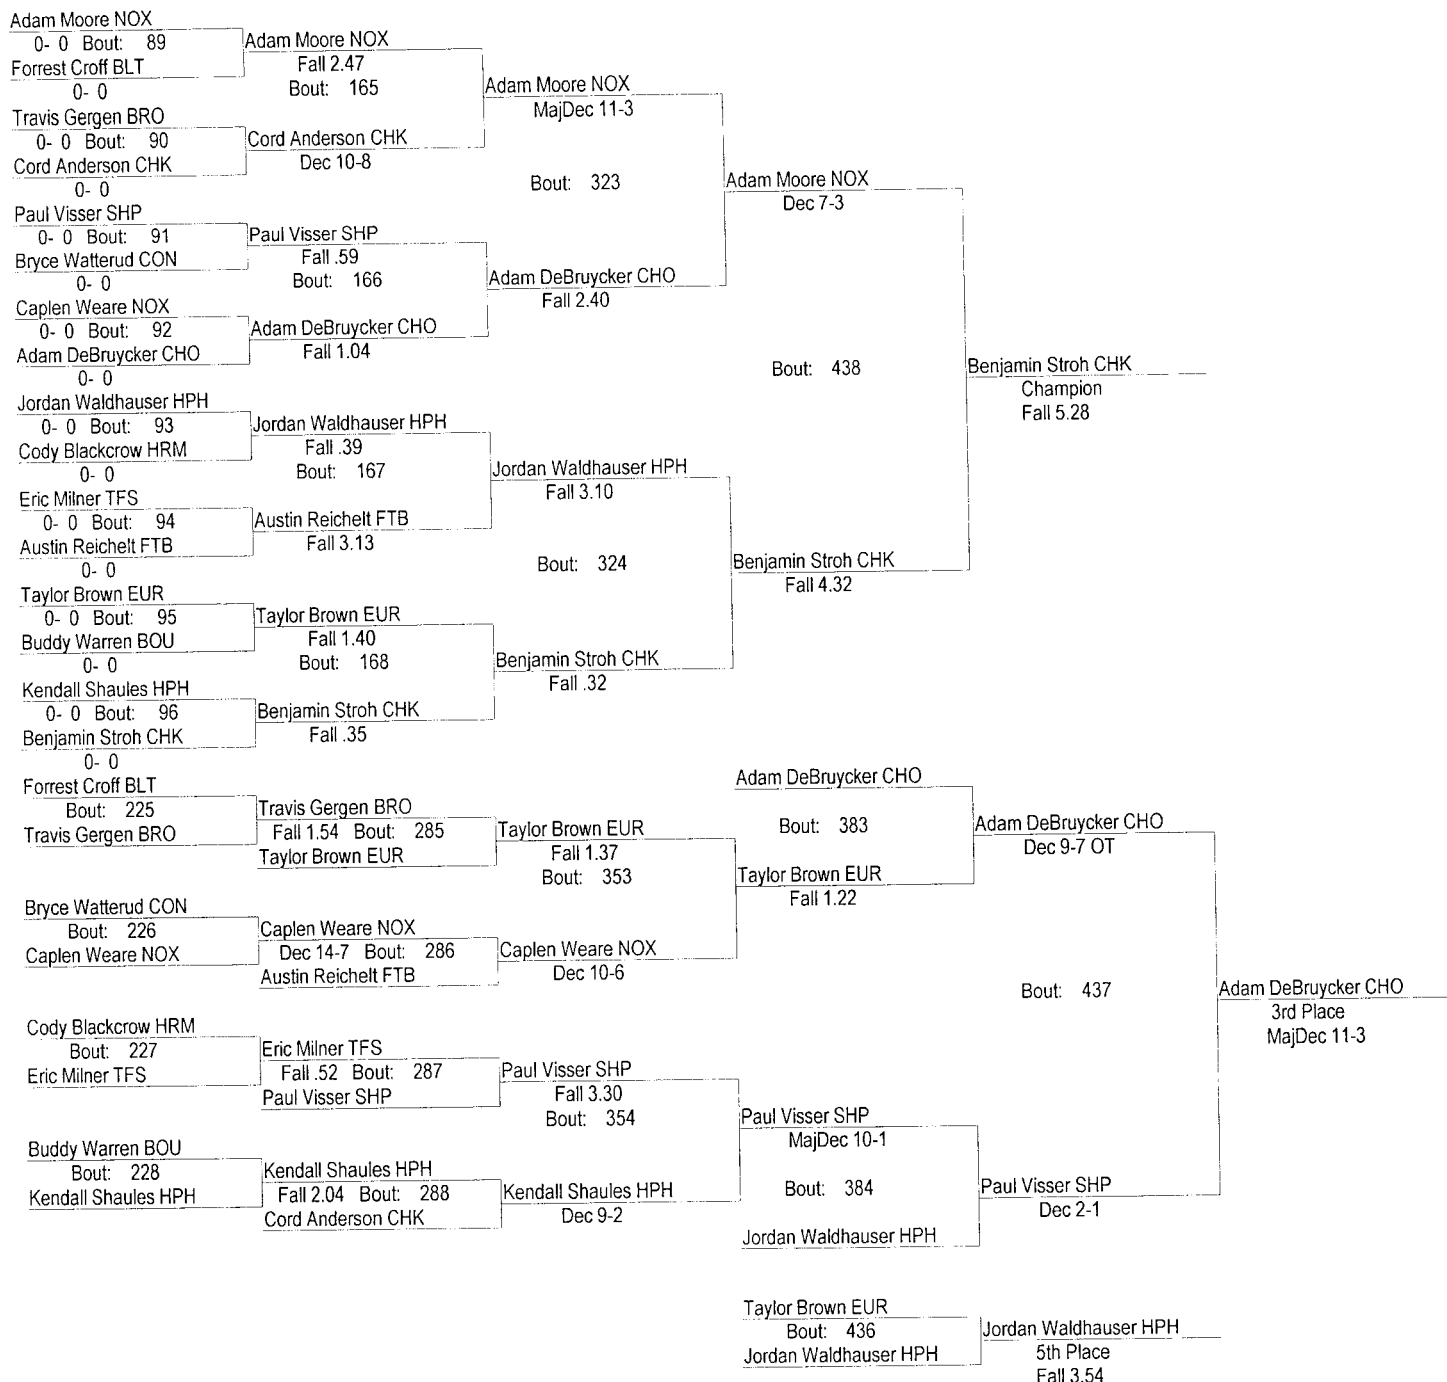 Adam Moore NOX
0- 0 Bout: 89
Forrest Croff BLT
0- 0
Travis Gergen BRO
0- 0 Bout: 90
Cord Anderson CHK
0- 0
Paul Visser SHP
0- 0 Bout: 91
Bryce Watterud CON
0- 0
Caplen Weare NOX
0- 0 Bout: 92
Adam DeBruycker CHO
0- 0
Jordan Waldhauser HPH
0- 0 Bout: 93
Cody Blackcrow HRM
0- 0
Eric Milner TFS
0- 0 Bout: 94
Austin Reichelt FTB
0- 0
Taylor Brown EUR
0- 0 Bout: 95
Buddy Warren BOU
0- 0
Kendall Shaules HPH
0- 0 Bout: 96
Benjamin Stroh CHK
0- 0
Adam Moore NOX
Fall 2.47
Bout: 165
Cord Anderson CHK
Dec 10-8
Paul Visser SHP
Fall .59
Bout: 166
Adam DeBruycker CHO
Fall 1.04
Jordan Waldhauser HPH
Fall .39
Bout: 167
Austin Reichelt FTB
Fall 3.13
Taylor Brown EUR
Fall 1.40
Bout: 168
Benjamin Stroh CHK
Fall .35
Adam Moore NOX
MajDec 11-3
Bout: 323
Adam DeBruycker CHO
Fall 2.40
Jordan Waldhauser HPH
Fall 3.10
Bout: 324
Benjamin Stroh CHK
Fall .32
Adam Moore NOX
Dec 7-3
Bout: 438
Benjamin Stroh CHK
Fall 4.32
Benjamin Stroh CHK
Champion
Fall 5.28
Forrest Croff BLT
Bout: 225
Travis Gergen BRO
Bryce Watterud CON
Bout: 226
Caplen Weare NOX
Cody Blackcrow HRM
Bout: 227
Eric Milner TFS
Buddy Warren BOU
Bout: 228
Kendall Shaules HPH
Travis Gergen BRO
Fall 1.54 Bout: 285
Taylor Brown EUR
Caplen Weare NOX
Dec 14-7 Bout: 286
Austin Reichelt FTB
Eric Milner TFS
Fall .52 Bout: 287
Paul Visser SHP
Kendall Shaules HPH
Fall 2.04 Bout: 288
Cord Anderson CHK
Taylor Brown EUR
Fall 1.37
Bout: 353
Caplen Weare NOX
Dec 10-6
Paul Visser SHP
Fall 3.30
Bout: 354
Kendall Shaules HPH
Dec 9-2
Adam DeBruycker CHO
Bout: 383
Taylor Brown EUR
Fall 1.22
Paul Visser SHP
MajDec 10-1
Bout: 384
Jordan Waldhauser HPH
Adam DeBruycker CHO
Dec 9-7 OT
Bout: 437
Paul Visser SHP
Dec 2-1
Adam DeBruycker CHO
3rd Place
MajDec 11-3
Taylor Brown EUR
Bout: 436
Jordan Waldhauser HPH
Jordan Waldhauser HPH
5th Place
Fall 3.54